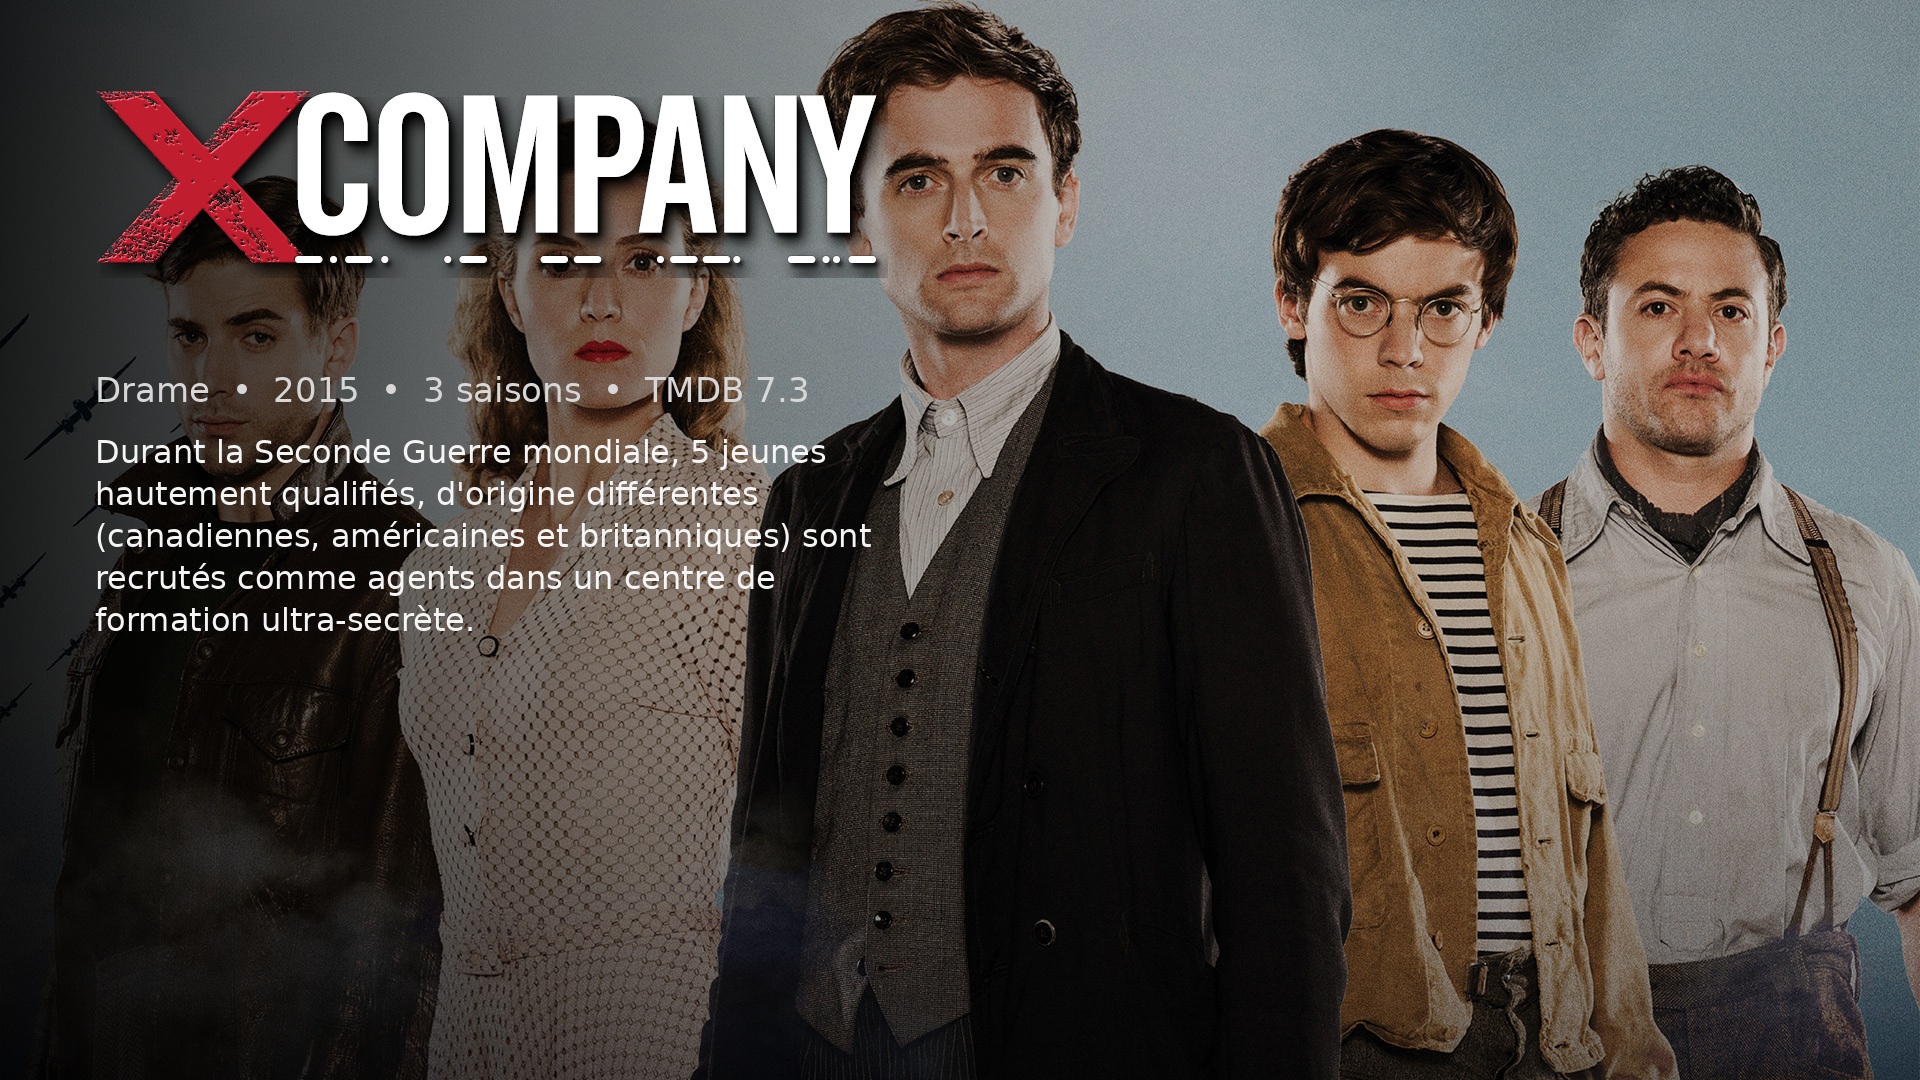 XCOMPANY
Drame • 2015 • 3 saisons • TMDB 7.3
Durant la Seconde Guerre mondiale, 5 jeunes
hautement qualifiés, d'origine différentes
(canadiennes, américaines et britanniques) sont
recrutés comme agents dans un centre de
formation ultra-secrète.